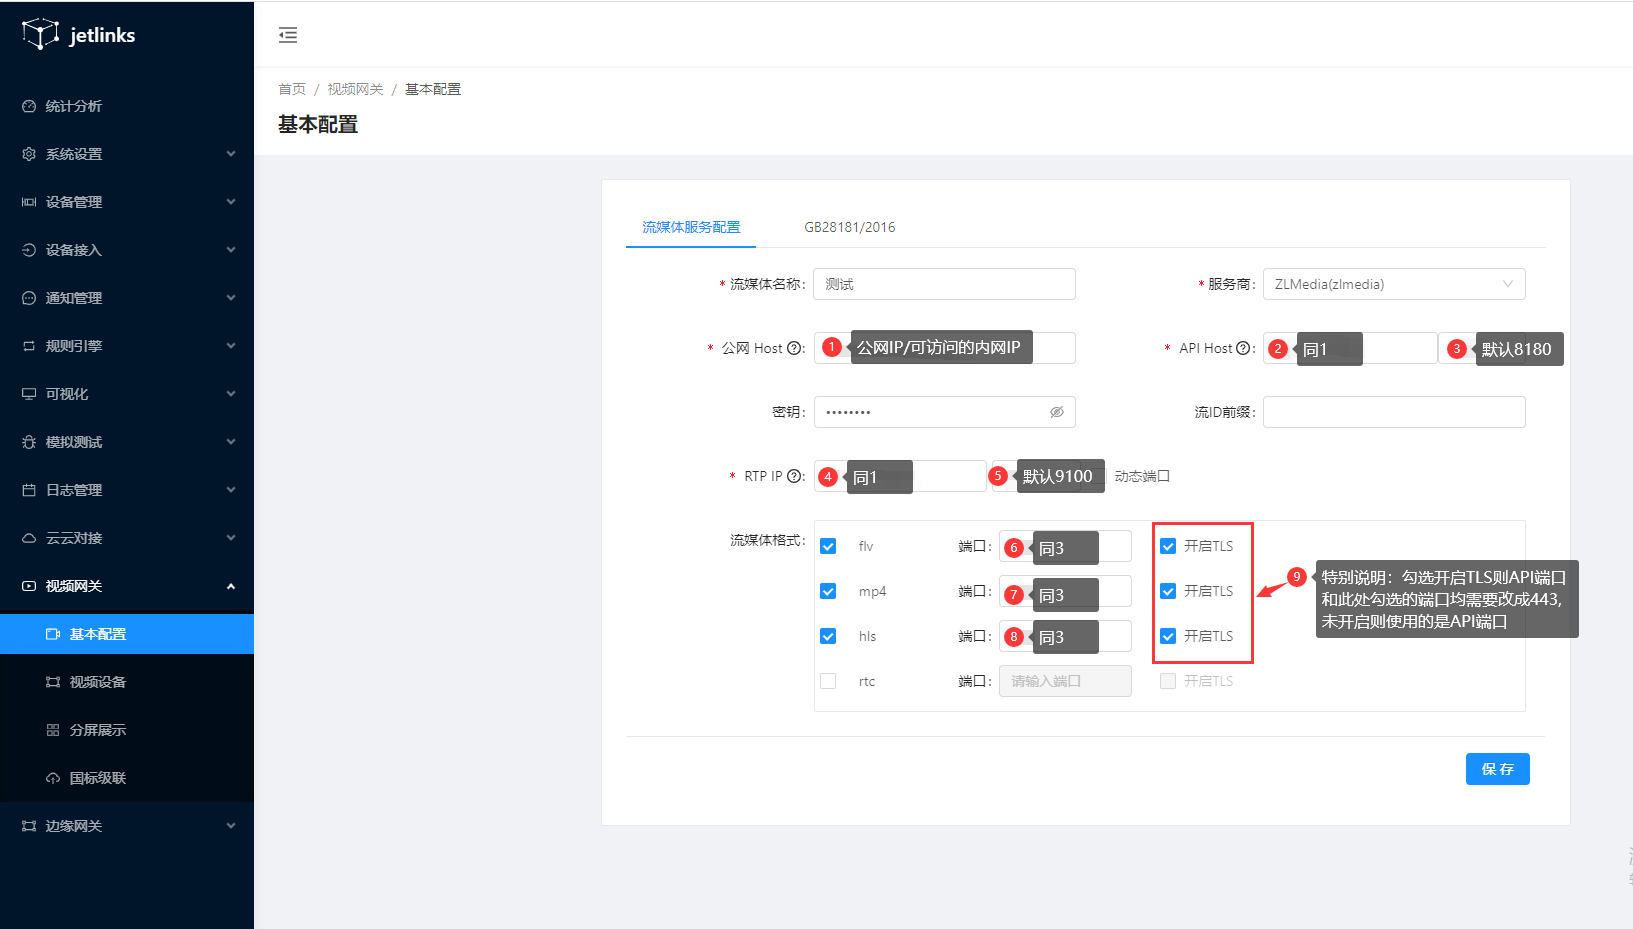 jetlinks
统计分析
系统设置
设备管理
设备接入
通知管理
规则引擎
可视化
模拟测试
日志管理
云云对接
视频网关
基本配置
视频设备
分屏展示
国标级联
边缘网关
首页 / 视频网关 / 基本配置
基本配置
流媒体服务配置 GB28181/2016
* 流媒体名称: 测试 * 服务商: ZLMedia(zlmedia)
* 公网 Host: 1 公网IP/可访问的内网IP * API Host: 2 同1 3 默认8180
密钥: •••••••• 流ID前缀:
* RTP IP: 4 同1 5 默认9100 动态端口
流媒体格式: flv 端口: 6 同3 开启TLS
mp4 端口: 7 同3 开启TLS
hls 端口: 8 同3 开启TLS
rtc 端口: 请输入端口 开启TLS
9 特别说明：勾选开启TLS则API端口
和此处勾选的端口均需要改成443,
未开启则使用的是API端口
保 存